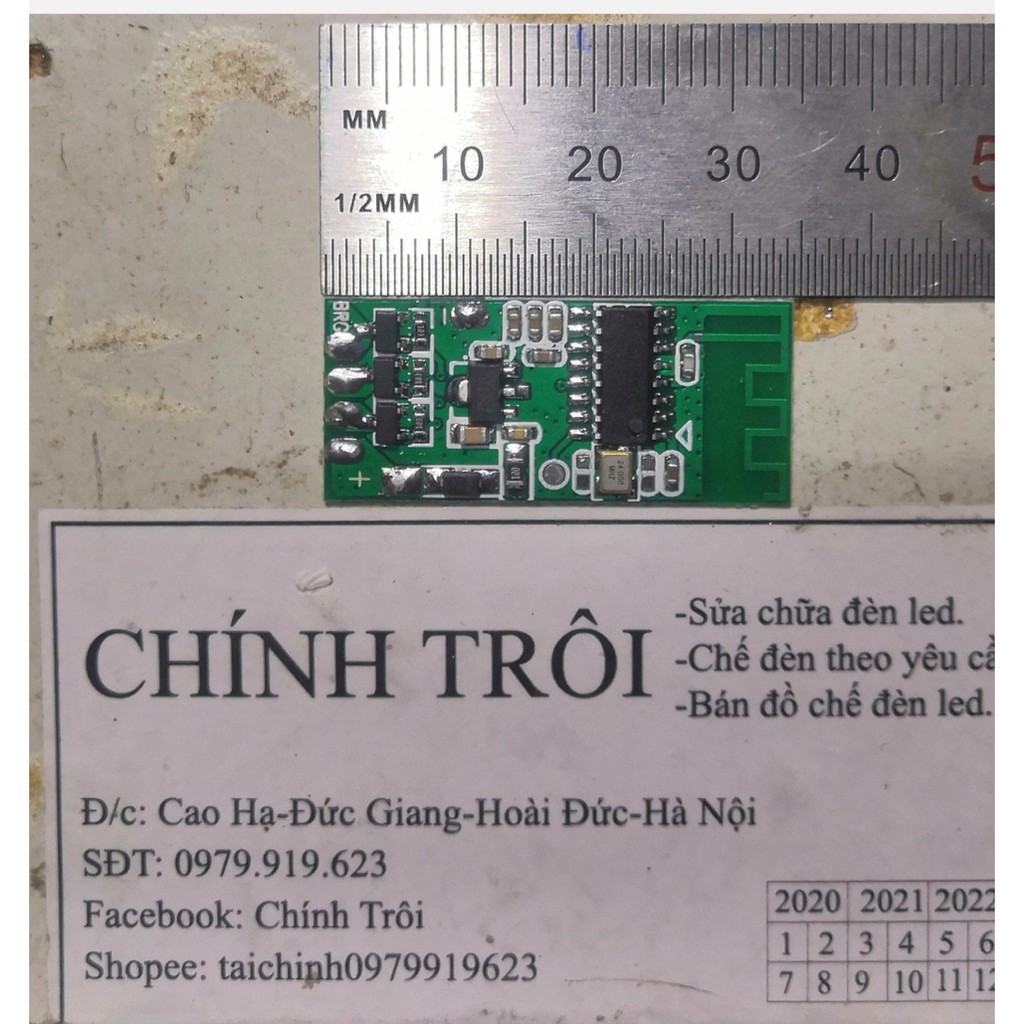 MM
10 20 30 40 5
1/2MM
BRG
+
24.000
MHZ
CHÍNH TRÔI
-Sửa chữa đèn led.
-Chế đèn theo yêu cầ
-Bán đồ chế đèn led.
Đ/c: Cao Hạ-Đức Giang-Hoài Đức-Hà Nội
SĐT: 0979.919.623
Facebook: Chính Trôi
Shopee: taichinh0979919623
2020 2021 2022
1 2 3 4 5 6
7 8 9 10 11 12